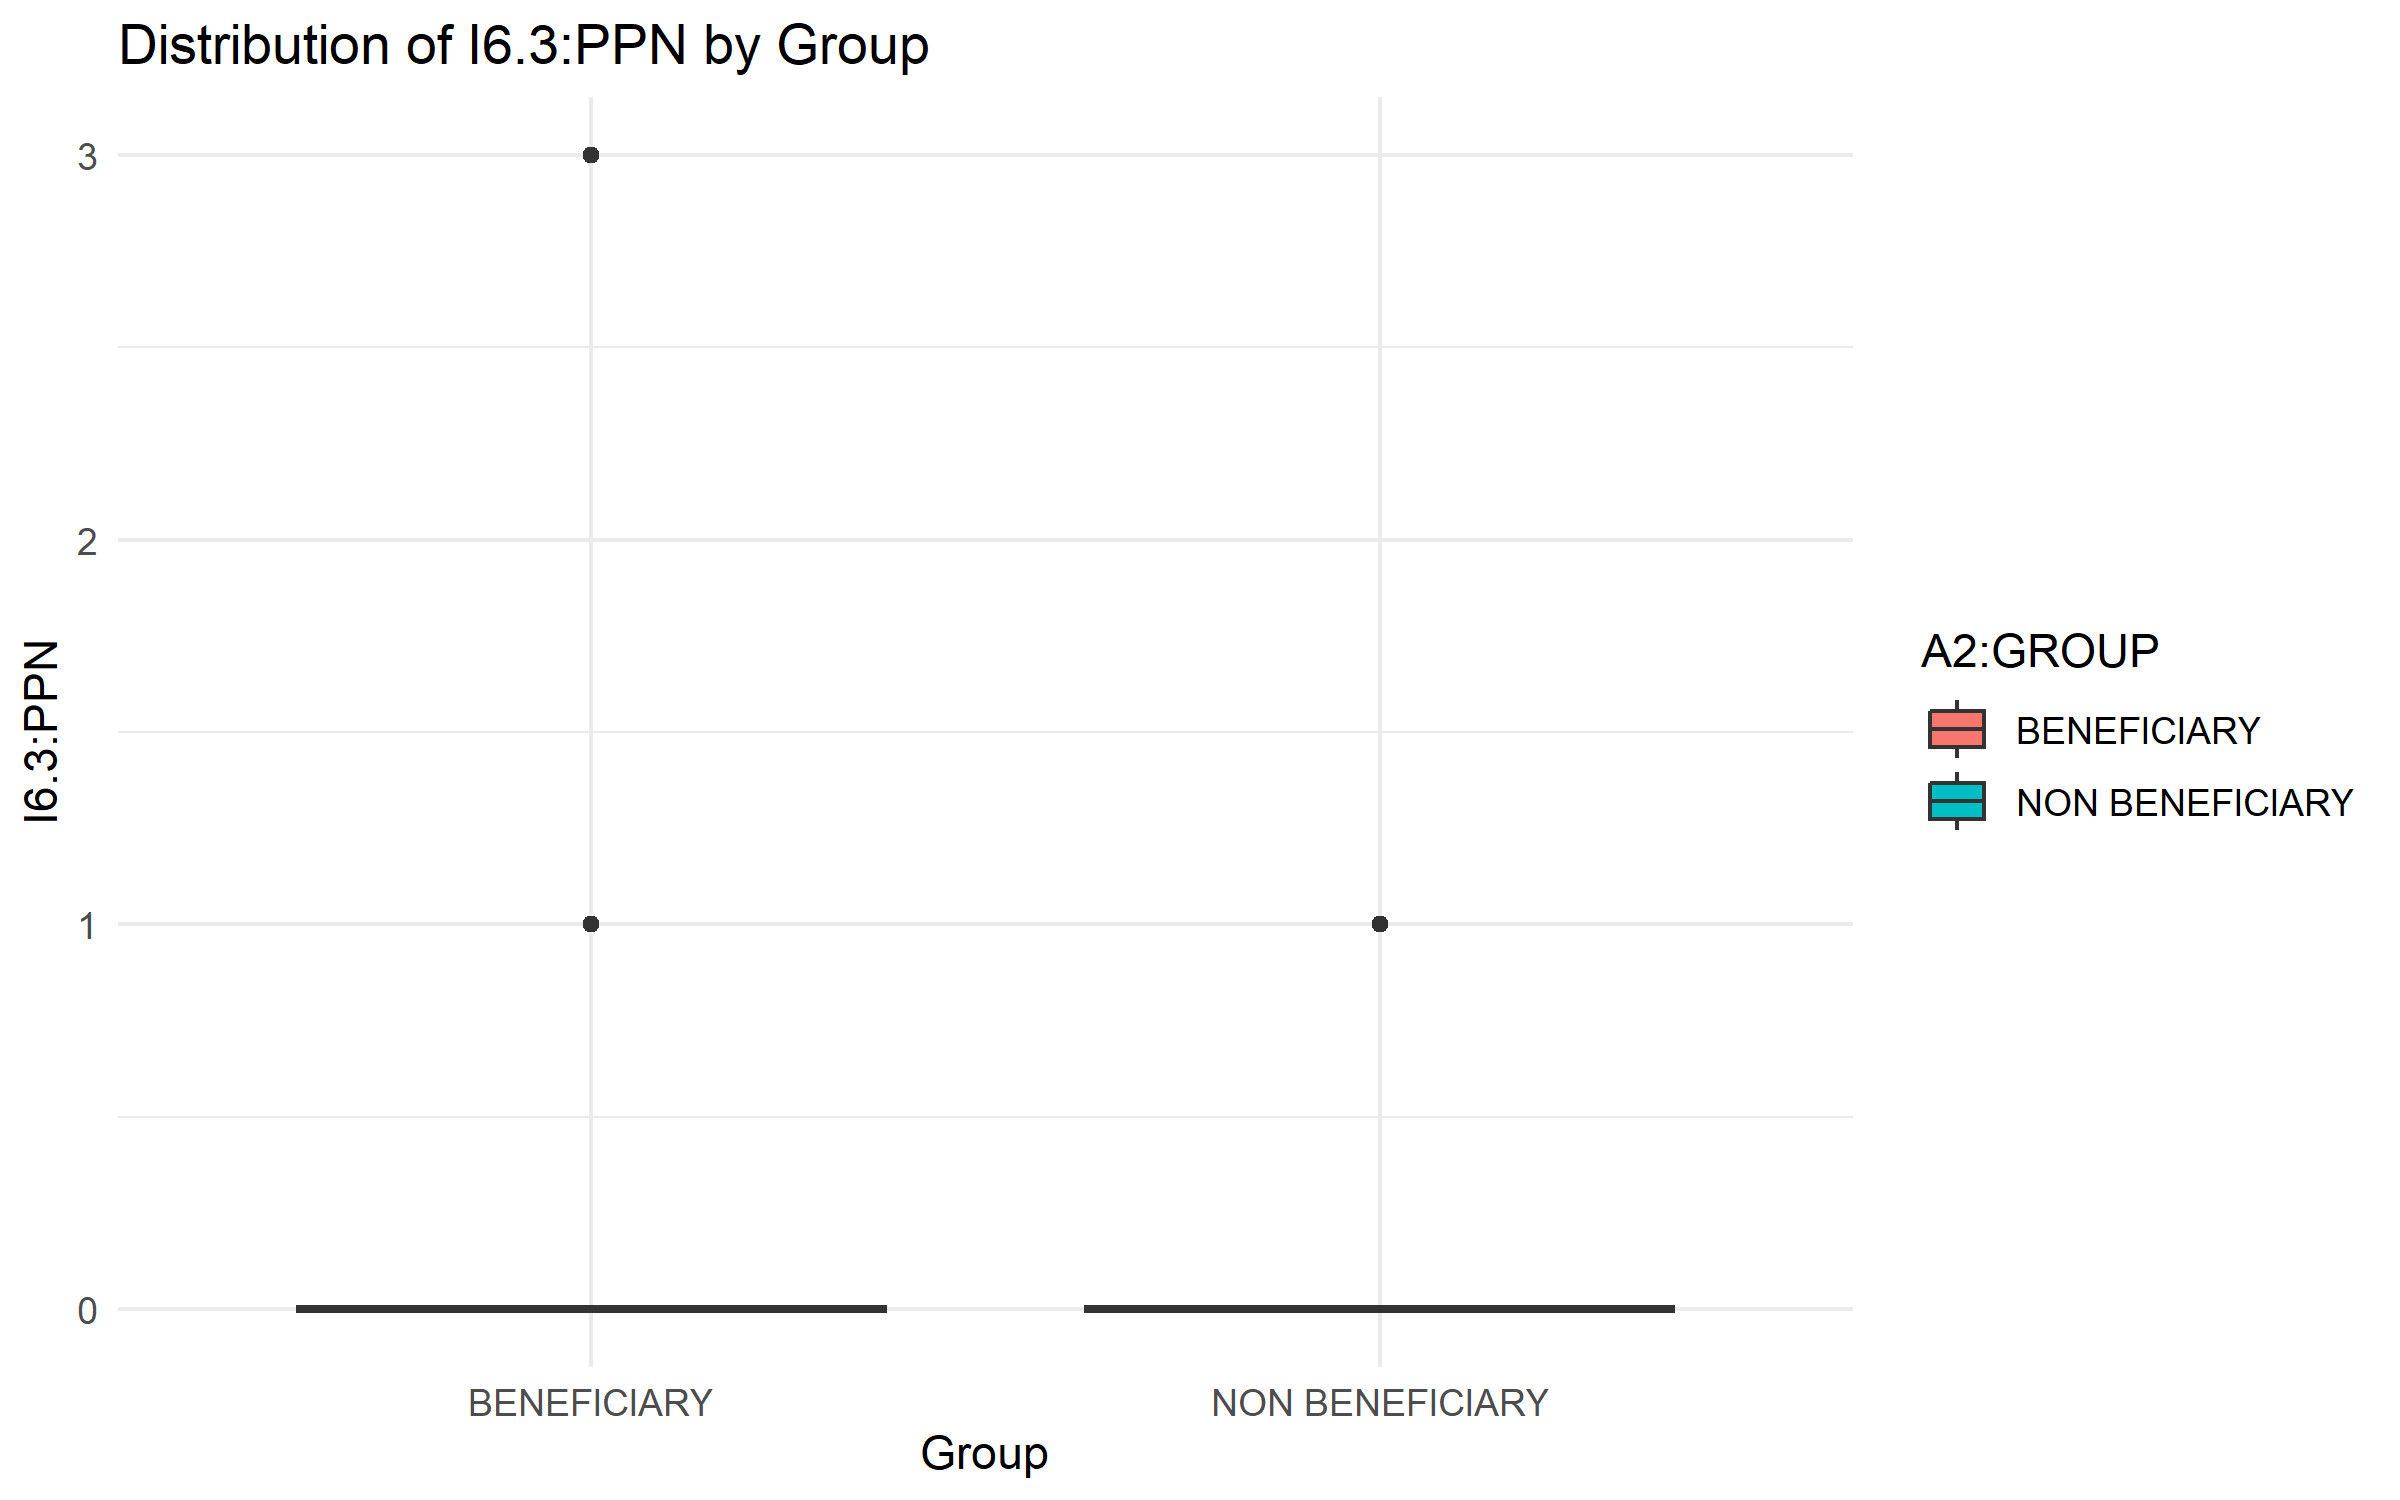 Distribution of I6.3:PPN by Group
3
2
1
0
I6.3:PPN
BENEFICIARY
NON BENEFICIARY
Group
A2:GROUP
BENEFICIARY
NON BENEFICIARY